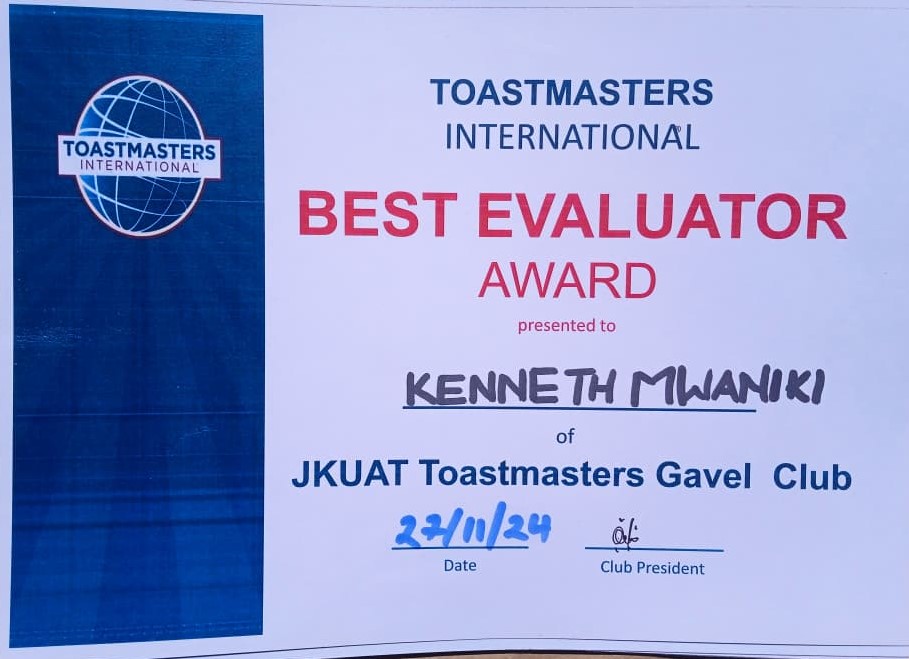 TOASTMASTERS
INTERNATIONAL
TOASTMASTERS
INTERNATIONAL®
BEST EVALUATOR
AWARD
presented to
KENNETH MWANIKI
of
JKUAT Toastmasters Gavel Club
27/11/24
Date
Club President